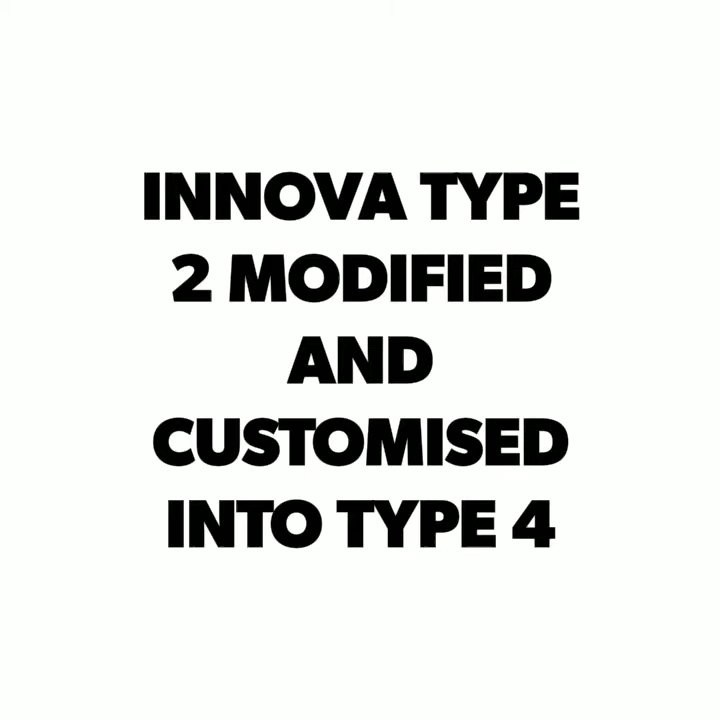 INNOVA TYPE
2 MODIFIED
AND
CUSTOMISED
INTO TYPE 4